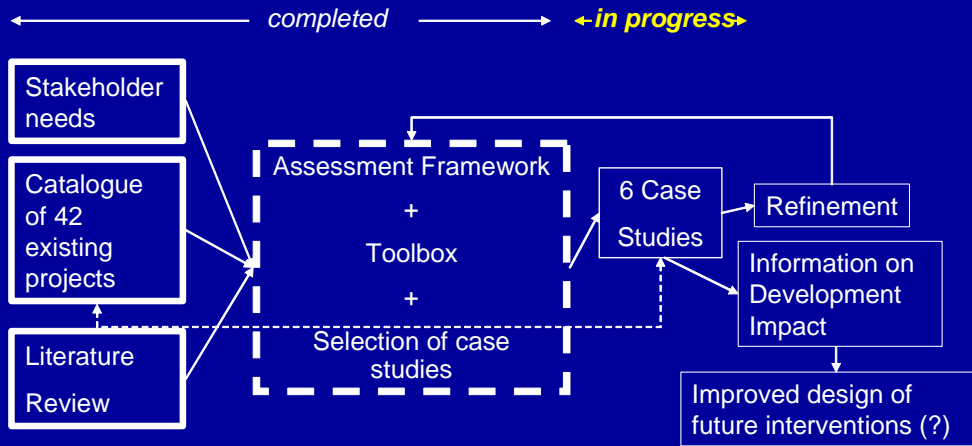 completed
in progress
Stakeholder
needs
Catalogue
of 42
existing
projects
Literature
Review
Assessment Framework
+
Toolbox
+
Selection of case
studies
6 Case
Studies
Refinement
Information on
Development
Impact
Improved design of
future interventions (?)